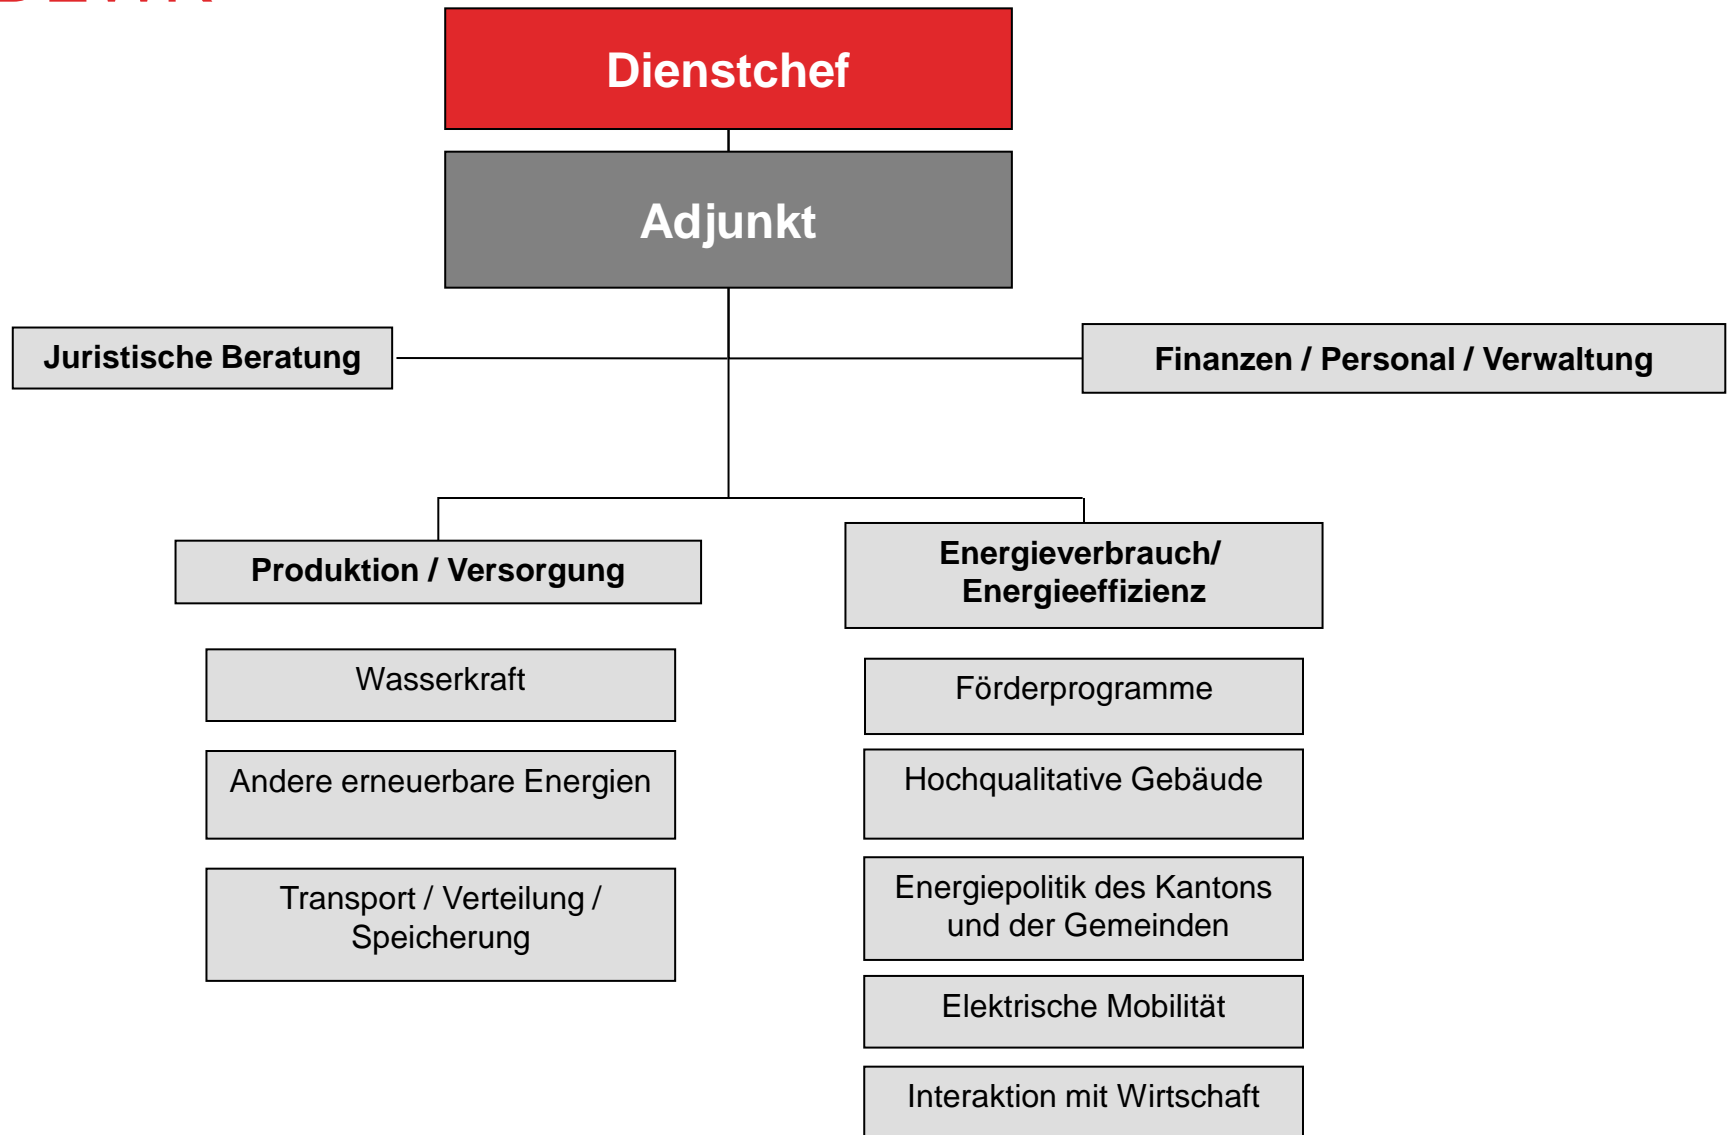 Dienstchef
Adjunkt
Juristische Beratung
Finanzen / Personal / Verwaltung
Produktion / Versorgung
Energieverbrauch/
Energieeffizienz
Wasserkraft
Andere erneuerbare Energien
Transport / Verteilung /
Speicherung
Förderprogramme
Hochqualitative Gebäude
Energiepolitik des Kantons
und der Gemeinden
Elektrische Mobilität
Interaktion mit Wirtschaft